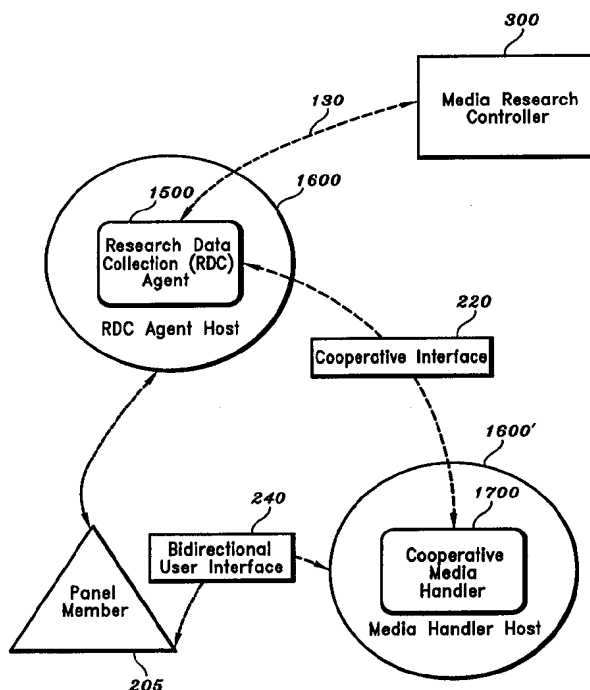 300
Media Research
Controller
130
1600
1500
Research Data
Collection (RDC)
Agent
RDC Agent Host
220
Cooperative Interface
1600'
240
1700
Bidirectional
User Interface
Cooperative
Media
Handler
Panel
Member
Media Handler Host
205